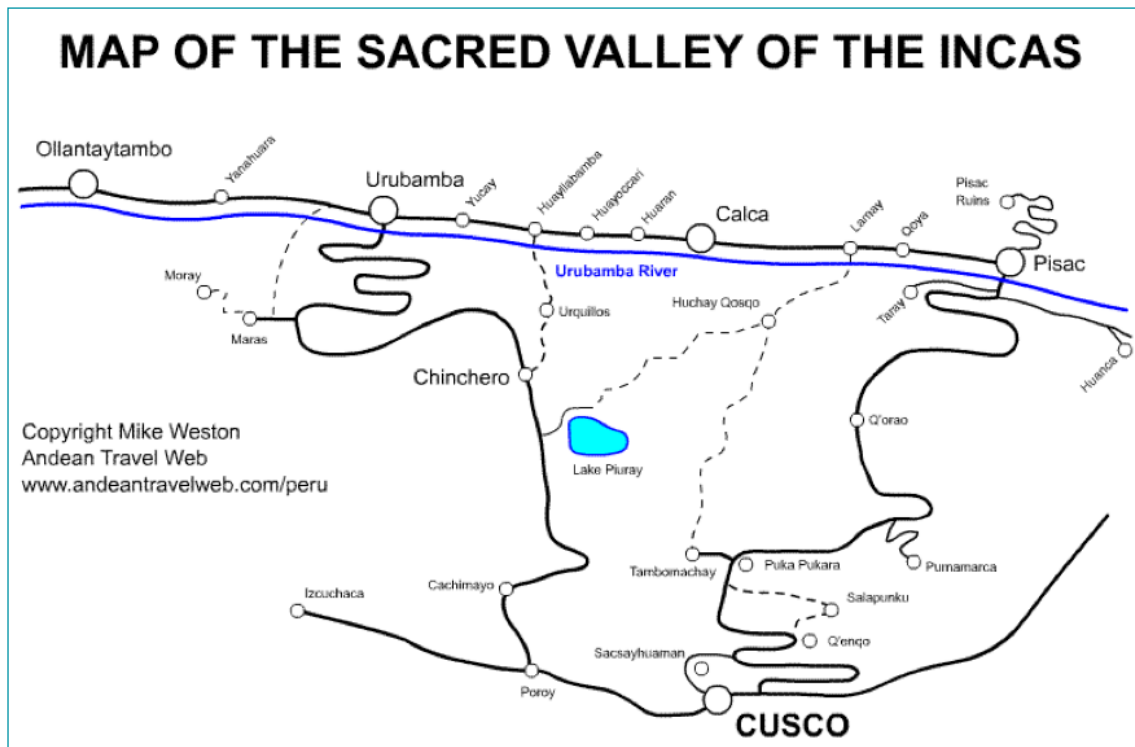 MAP OF THE SACRED VALLEY OF THE INCAS
Ollantaytambo
Yanahuara
Urubamba
Yucay
Huayllabamba
Huayoccari
Huaran
Calca
Lamay
Qoya
Pisac
Ruins
Pisac
Urubamba River
Moray
Maras
Urquillos
Huchay Qosqo
Taray
Huanca
Chinchero
Q'orao
Copyright Mike Weston
Andean Travel Web
www.andeantravelweb.com/peru
Lake Piuray
Tambomachay
Puka Pukara
Pumamarca
Cachimayo
Izcuchaca
Salapunku
Q'enqo
Sacsayhuaman
Poroy
CUSCO